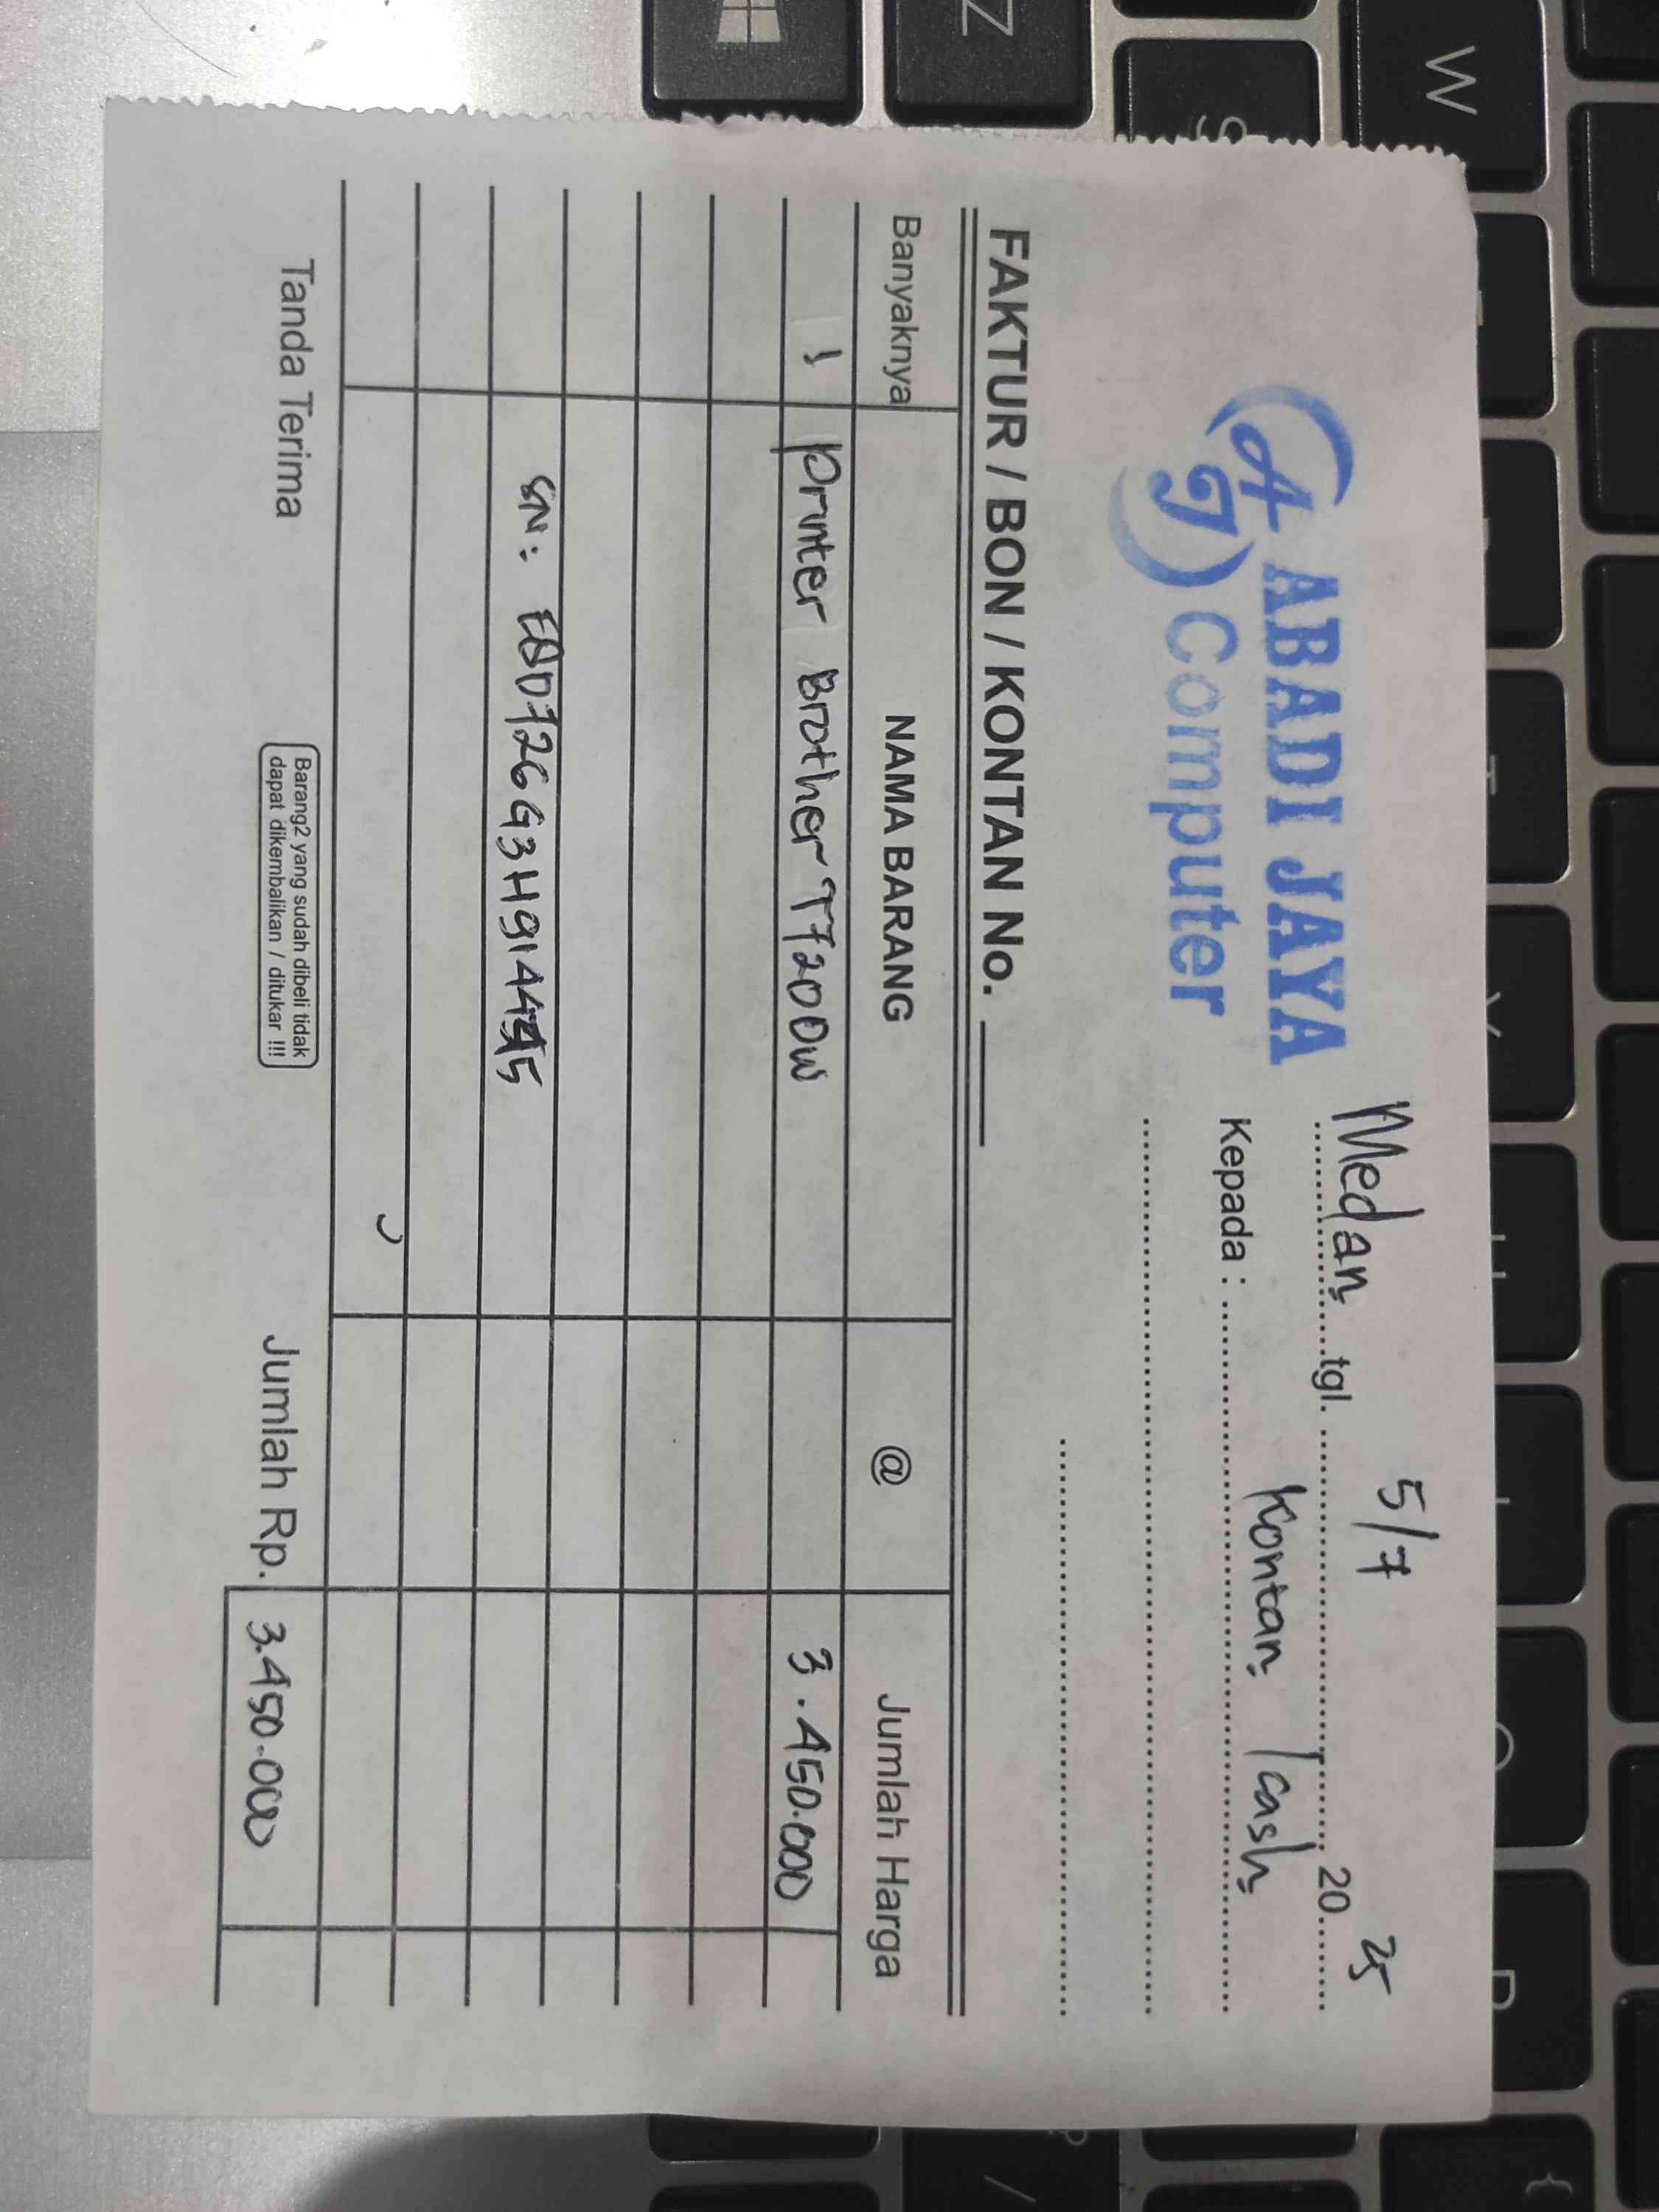 AJ ABADI JAYA
Computer
Medan tgl. 5/7 2025
Kepada : Kontan / cash
FAKTUR / BON / KONTAN No.
Banyaknya NAMA BARANG @ Jumlah Harga
1 Printer Brother T720DW 3.450.000
SN:
Tanda Terima
Barang2 yang sudah dibeli tidak
dapat dikembalikan / ditukar !!!
Jumlah Rp. 3.450.000